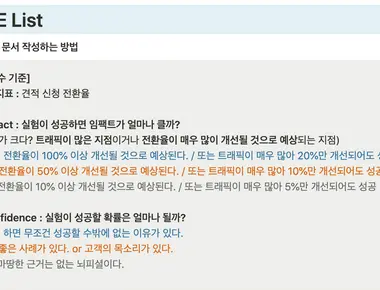 E List
문서 작성하는 방법
수 기준]
지표 : 견적 신청 전환율
act : 실험이 성공하면 임팩트가 얼마나 클까?
가 크다? 트래픽이 많은 지점이거나 전환율이 매우 많이 개선될 것으로 예상되는 지점)
전환율이 100% 이상 개선될 것으로 예상된다. / 또는 트래픽이 매우 많아 20%만 개선되어도 성
전환율이 50% 이상 개선될 것으로 예상된다. / 또는 트래픽이 매우 많아 10%만 개선되어도 성공
전환율이 10% 이상 개선될 것으로 예상된다. / 또는 트래픽이 매우 많아 5%만 개선되어도 성공
fidence : 실험이 성공할 확률은 얼마나 될까?
하면 무조건 성공할 수밖에 없는 이유가 있다.
좋은 사례가 있다. or 고객의 목소리가 있다.
마땅한 근거는 없는 뇌피셜이다.